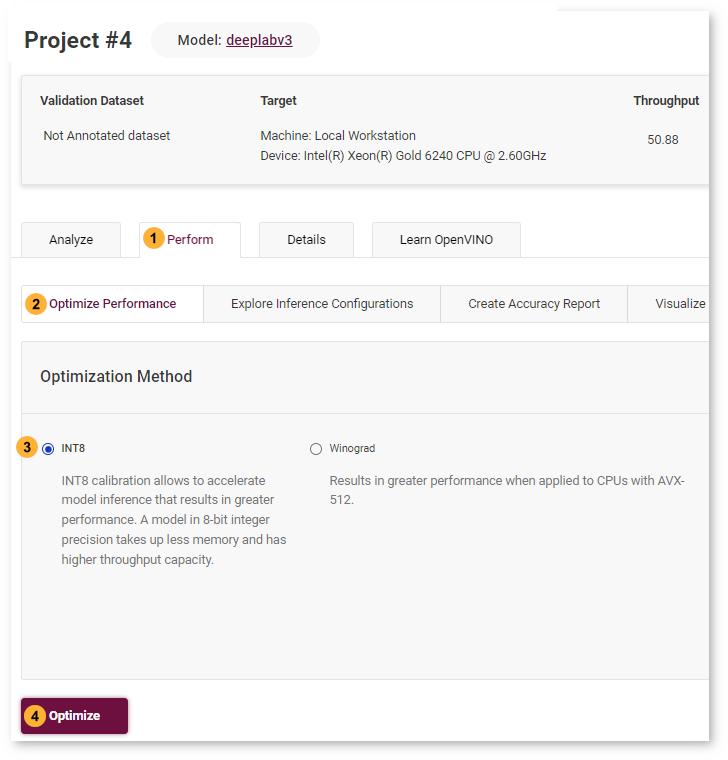 Project #4 Model: deeplabv3
Validation Dataset Target Throughput
Not Annotated dataset Machine: Local Workstation 50.88
Device: Intel(R) Xeon(R) Gold 6240 CPU @ 2.60GHz
Analyze 1 Perform Details Learn OpenVINO
2 Optimize Performance Explore Inference Configurations Create Accuracy Report Visualize
Optimization Method
3 INT8 Winograd
INT8 calibration allows to accelerate
model inference that results in greater
performance. A model in 8-bit integer
precision takes up less memory and has
higher throughput capacity.
Results in greater performance when applied to CPUs with AVX-
512.
4 Optimize